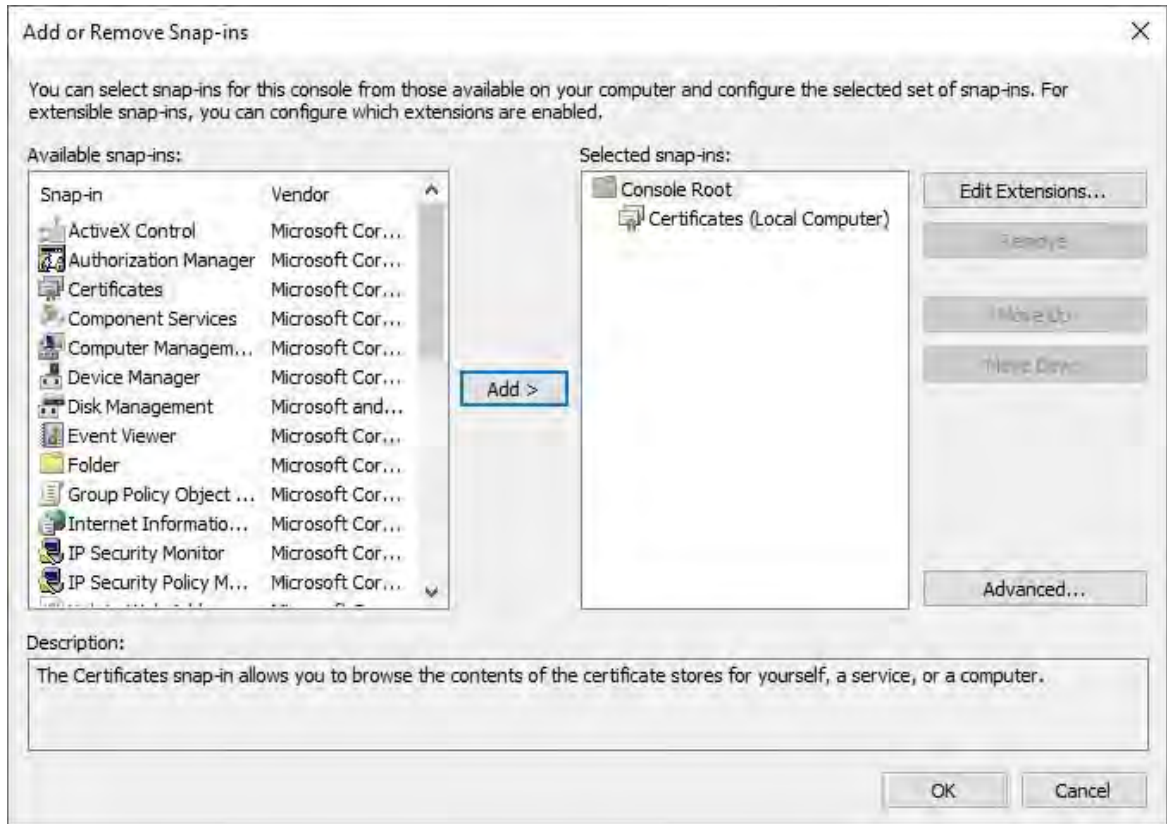 Add or Remove Snap-ins
You can select snap-ins for this console from those available on your computer and configure the selected set of snap-ins. For
extensible snap-ins, you can configure which extensions are enabled.
Available snap-ins:
Snap-in Vendor
ActiveX Control Microsoft Cor...
Authorization Manager Microsoft Cor...
Certificates Microsoft Cor...
Component Services Microsoft Cor...
Computer Managem... Microsoft Cor...
Device Manager Microsoft Cor...
Disk Management Microsoft and...
Event Viewer Microsoft Cor...
Folder Microsoft Cor...
Group Policy Object ... Microsoft Cor...
Internet Informatio... Microsoft Cor...
IP Security Monitor Microsoft Cor...
IP Security Policy M... Microsoft Cor...
Add >
Selected snap-ins:
Console Root
Certificates (Local Computer)
Edit Extensions...
Remove
Move Up
Move Down
Advanced...
Description:
The Certificates snap-in allows you to browse the contents of the certificate stores for yourself, a service, or a computer.
OK Cancel